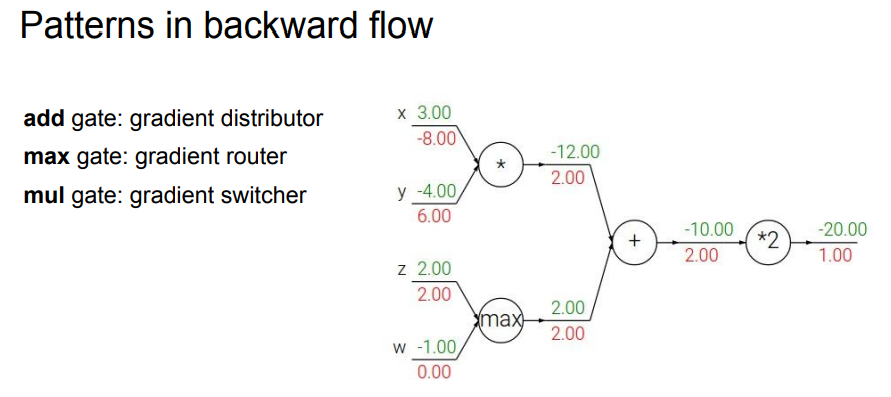 Patterns in backward flow
add gate: gradient distributor
max gate: gradient router
mul gate: gradient switcher
x 3.00
-8.00
*
-12.00
2.00
y -4.00
6.00
+
-10.00
2.00
*2
-20.00
1.00
z 2.00
2.00
max
2.00
2.00
w -1.00
0.00